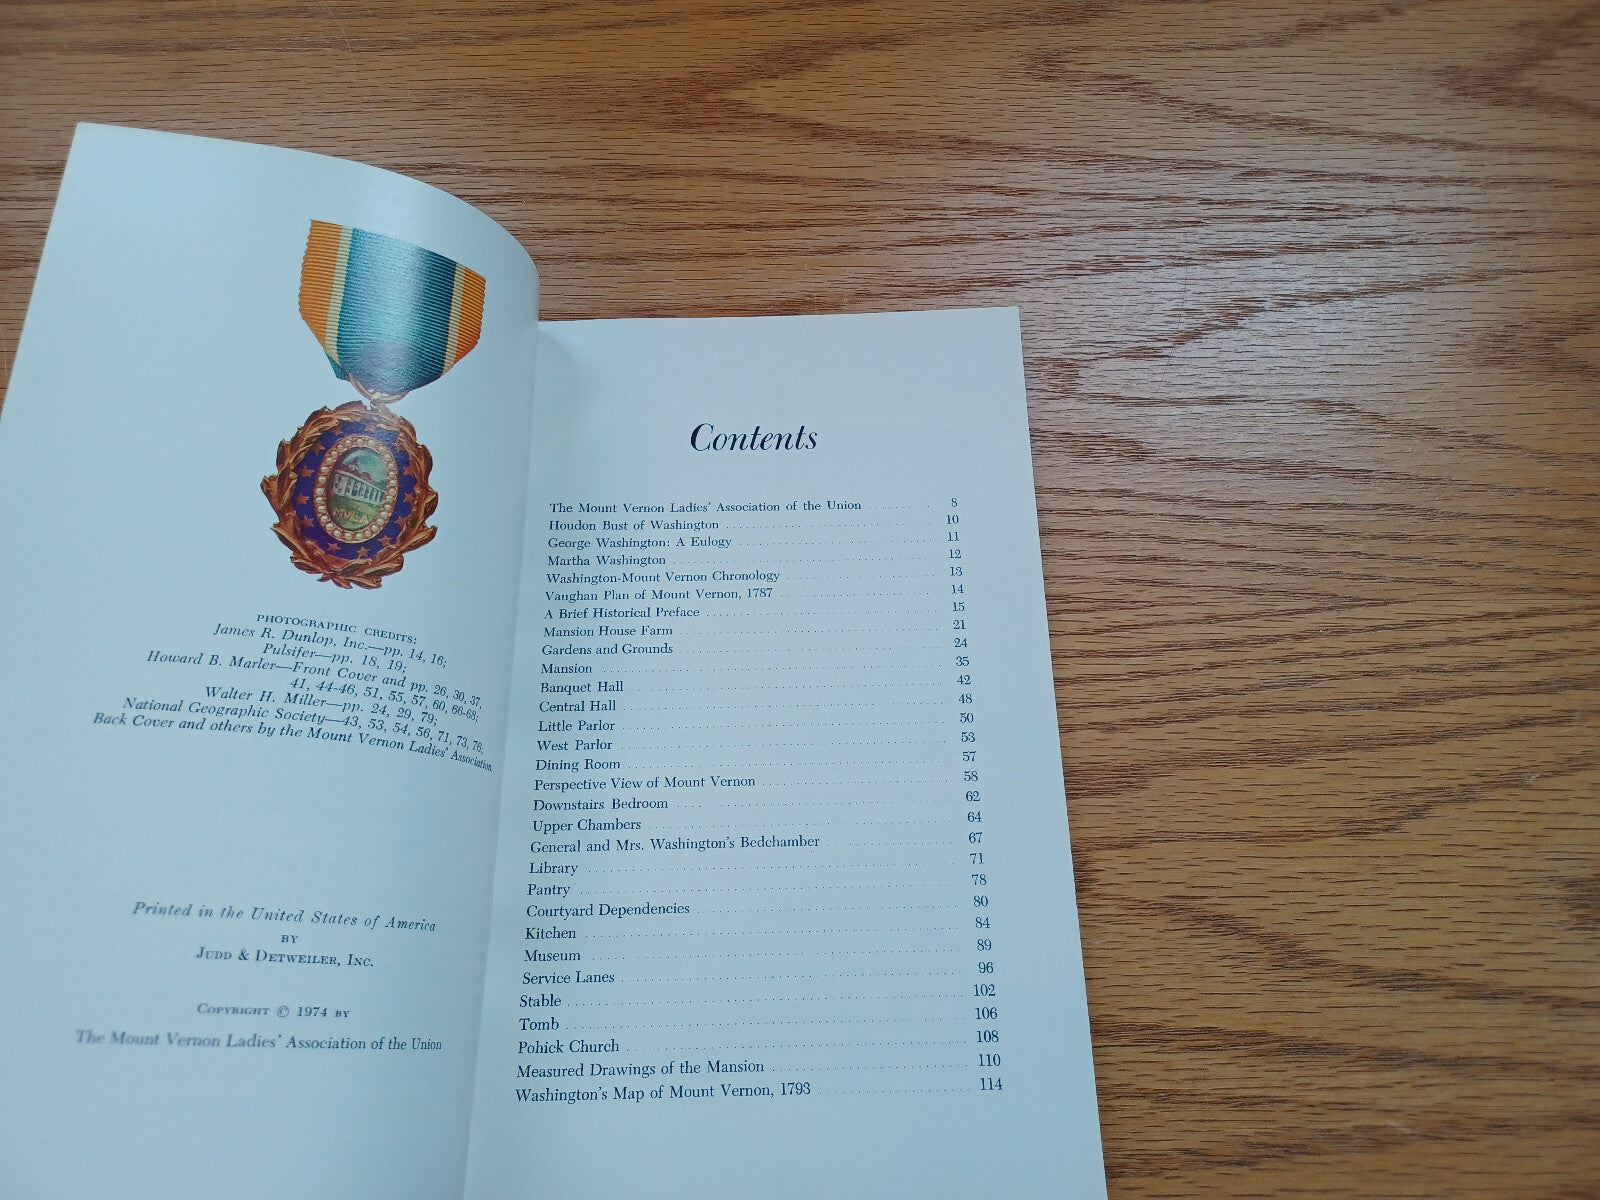 MVLA
PHOTOGRAPHIC CREDITS:
James R. Dunlop, Inc.—pp. 14, 16;
Pulsifer—pp. 18, 19;
Howard B. Marler—Front Cover and pp. 26, 30, 37,
41, 44-46, 51, 55, 57, 60, 66-68;
Walter H. Miller—pp. 24, 29, 79;
National Geographic Society—43, 53, 54, 56, 71, 73, 76;
Back Cover and others by the Mount Vernon Ladies' Association.
Printed in the United States of America
BY
JUDD & DETWEILER, INC.
COPYRIGHT © 1974 BY
The Mount Vernon Ladies' Association of the Union
Contents
The Mount Vernon Ladies' Association of the Union . . . . . . . . . . 8
Houdon Bust of Washington . . . . . . . . . . 10
George Washington: A Eulogy . . . . . . . . . . 11
Martha Washington . . . . . . . . . . 12
Washington-Mount Vernon Chronology . . . . . . . . . . 13
Vaughan Plan of Mount Vernon, 1787 . . . . . . . . . . 14
A Brief Historical Preface . . . . . . . . . . 15
Mansion House Farm . . . . . . . . . . 21
Gardens and Grounds . . . . . . . . . . 24
Mansion . . . . . . . . . . 35
Banquet Hall . . . . . . . . . . 42
Central Hall . . . . . . . . . . 48
Little Parlor . . . . . . . . . . 50
West Parlor . . . . . . . . . . 53
Dining Room . . . . . . . . . . 57
Perspective View of Mount Vernon . . . . . . . . . . 58
Downstairs Bedroom . . . . . . . . . . 62
Upper Chambers . . . . . . . . . . 64
General and Mrs. Washington's Bedchamber . . . . . . . . . . 67
Library . . . . . . . . . . 71
Pantry . . . . . . . . . . 78
Courtyard Dependencies . . . . . . . . . . 80
Kitchen . . . . . . . . . . 84
Museum . . . . . . . . . . 89
Service Lanes . . . . . . . . . . 96
Stable . . . . . . . . . . 102
Tomb . . . . . . . . . . 106
Pohick Church . . . . . . . . . . 108
Measured Drawings of the Mansion . . . . . . . . . . 110
Washington's Map of Mount Vernon, 1793 . . . . . . . . . . 114